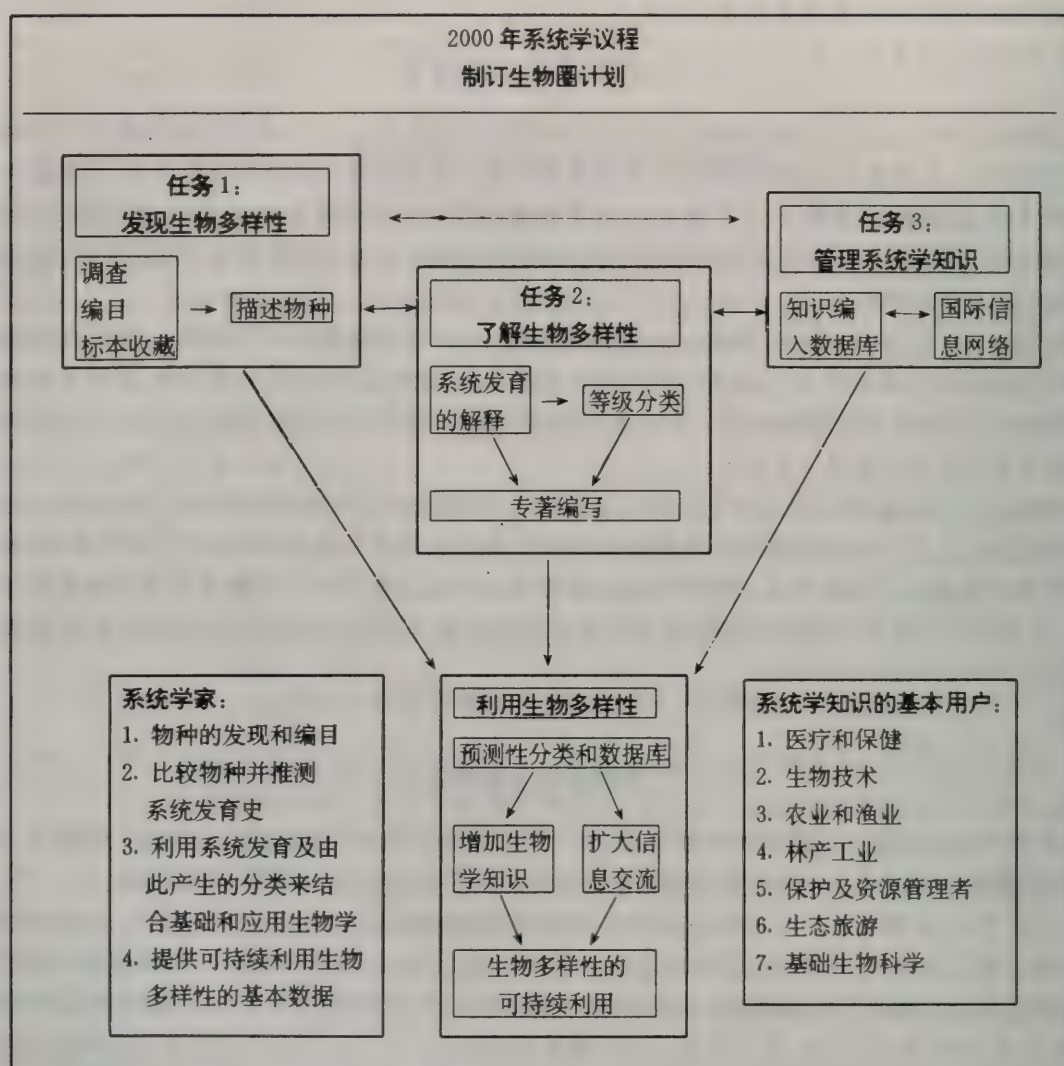 2000 年系统学议程
制订生物圈计划
任务 1：
发现生物多样性
调查
编目
标本收藏
描述物种
任务 2：
了解生物多样性
系统发育
的解释
等级分类
专著编写
任务 3：
管理系统学知识
知识编
入数据库
国际信
息网络
系统学家：
1. 物种的发现和编目
2. 比较物种并推测
系统发育史
3. 利用系统发育及由
此产生的分类来结
合基础和应用生物学
4. 提供可持续利用生物
多样性的基本数据
利用生物多样性
预测性分类和数据库
增加生物
学知识
扩大信
息交流
生物多样性的
可持续利用
系统学知识的基本用户：
1. 医疗和保健
2. 生物技术
3. 农业和渔业
4. 林产工业
5. 保护及资源管理者
6. 生态旅游
7. 基础生物科学